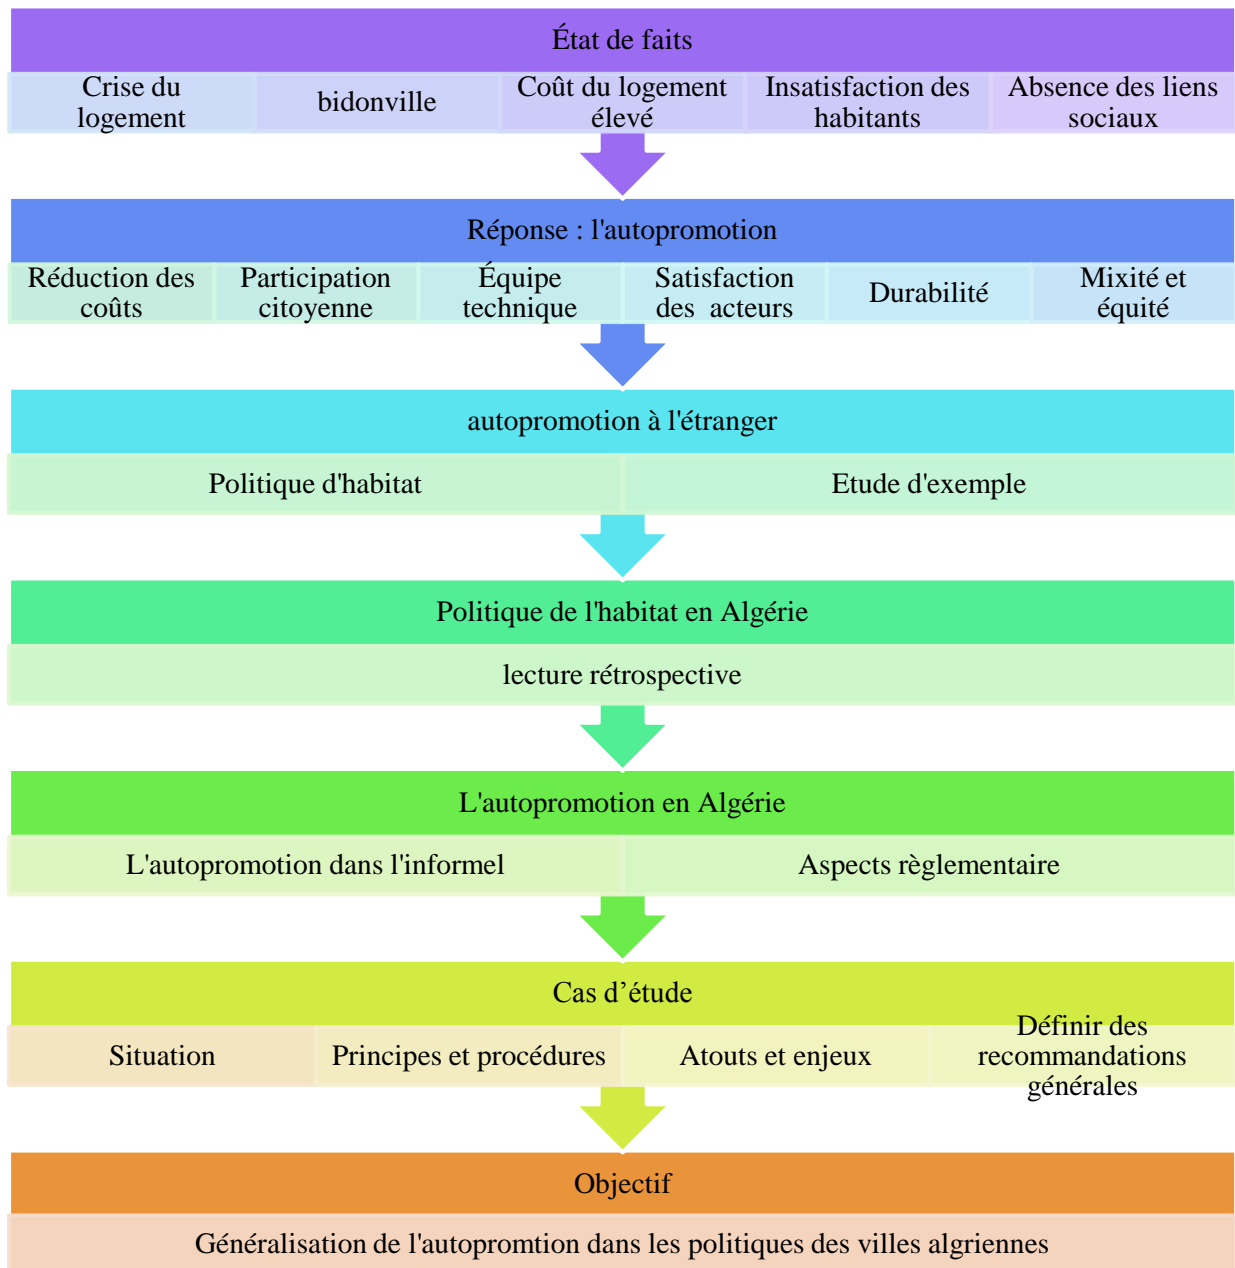 État de faits
Crise du
logement
bidonville
Coût du logement
élevé
Insatisfaction des
habitants
Absence des liens
sociaux
Réponse : l'autopromotion
Réduction des
coûts
Participation
citoyenne
Équipe
technique
Satisfaction
des acteurs
Durabilité
Mixité et
équité
autopromotion à l'étranger
Politique d'habitat
Etude d'exemple
Politique de l'habitat en Algérie
lecture rétrospective
L'autopromotion en Algérie
L'autopromotion dans l'informel
Aspects règlementaire
Cas d’étude
Situation
Principes et procédures
Atouts et enjeux
Définir des
recommandations
générales
Objectif
Généralisation de l'autopromtion dans les politiques des villes algriennes